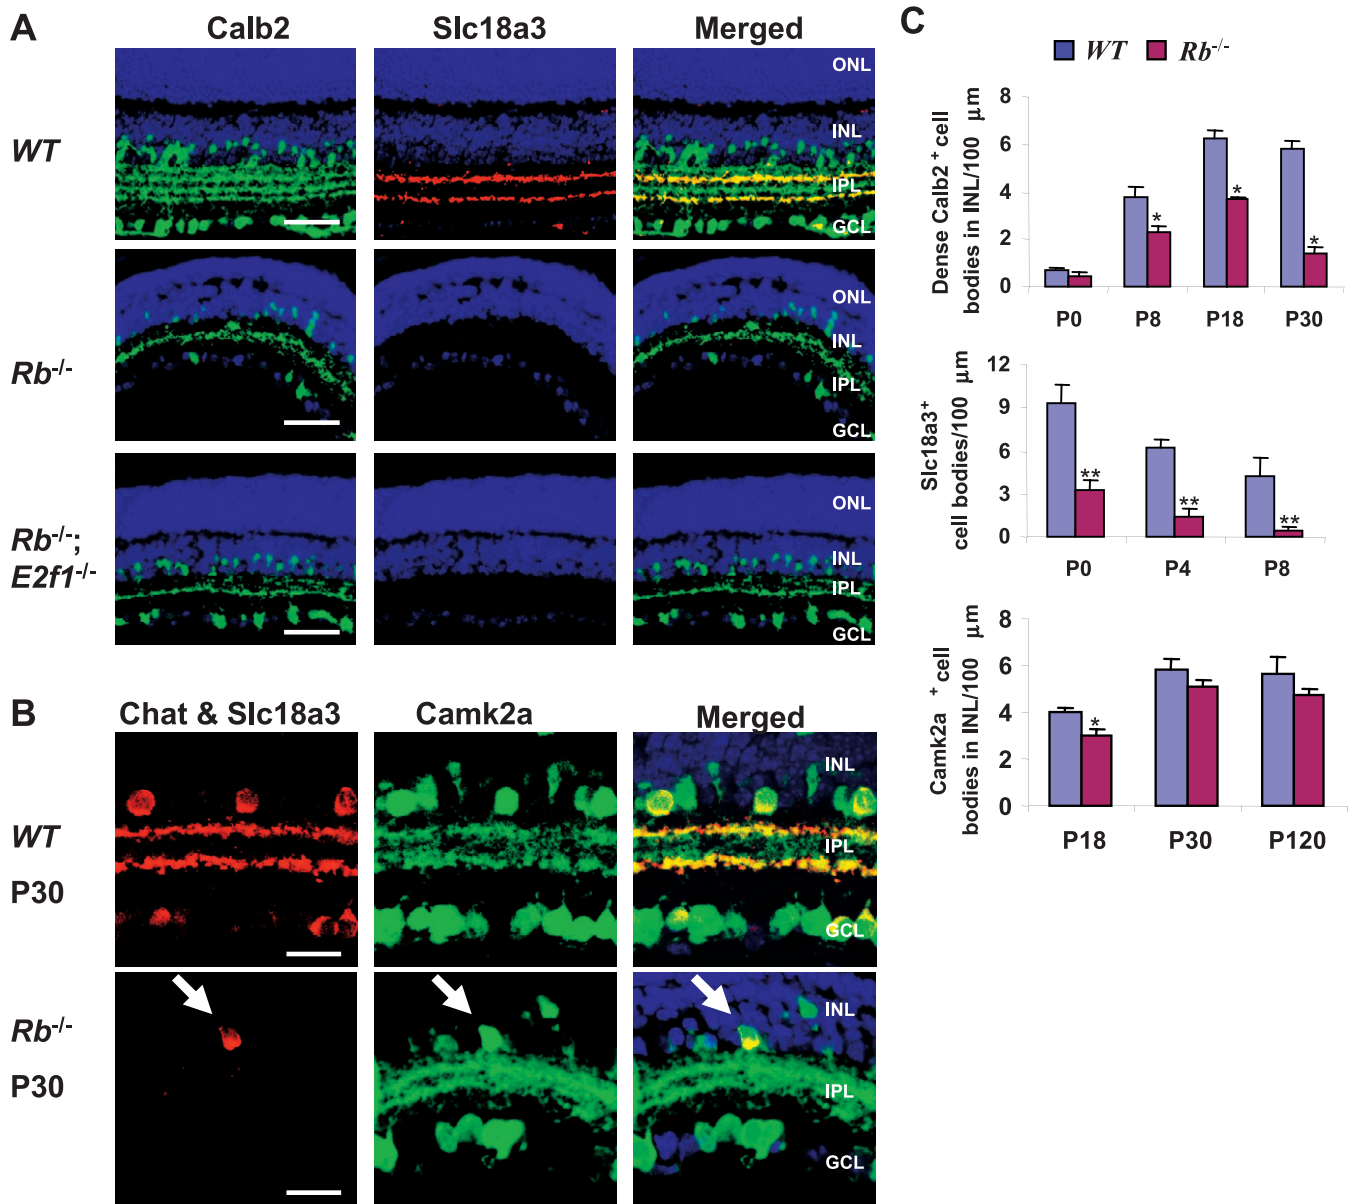 A
Calb2
Slc18a3
Merged
WT
ONL
INL
IPL
GCL
Rb-/-
ONL
INL
IPL
GCL
Rb-/-;
E2f1-/-
ONL
INL
IPL
GCL
B
Chat & Slc18a3
Camk2a
Merged
WT
P30
INL
IPL
GCL
Rb-/-
P30
INL
IPL
GCL
C
WT
Rb-/-
Dense Calb2 + cell
bodies in INL/100 μm
8
6
4
2
0
*
*
*
P0
P8
P18
P30
Slc18a3+
cell bodies/100 μm
12
9
6
3
0
**
**
**
P0
P4
P8
Camk2a + cell
bodies in INL/100 μm
8
6
4
2
0
*
P18
P30
P120